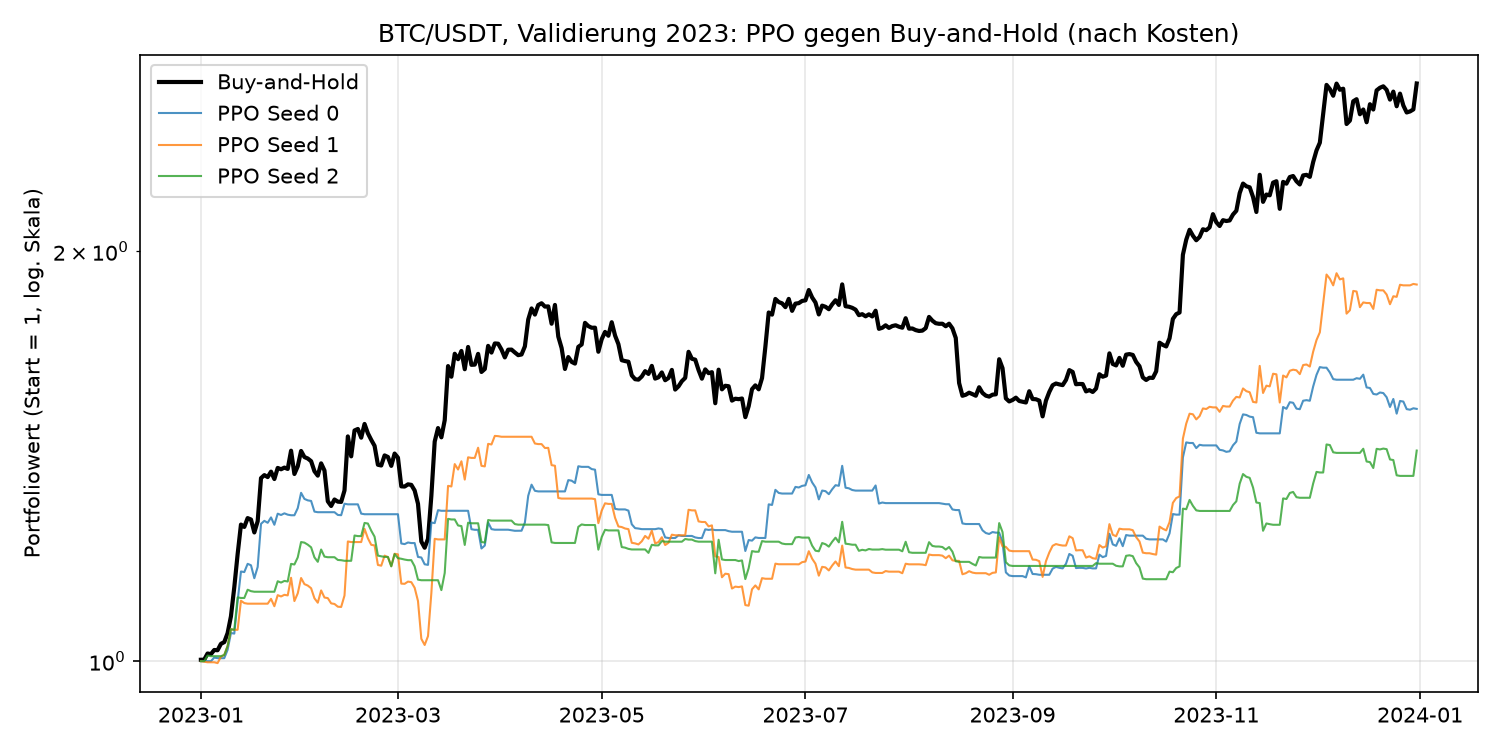 BTC/USDT, Validierung 2023: PPO gegen Buy-and-Hold (nach Kosten)
Buy-and-Hold
PPO Seed 0
PPO Seed 1
PPO Seed 2
Portfoliowert (Start = 1, log. Skala)
2 × 10⁰
10⁰
2023-01 2023-03 2023-05 2023-07 2023-09 2023-11 2024-01